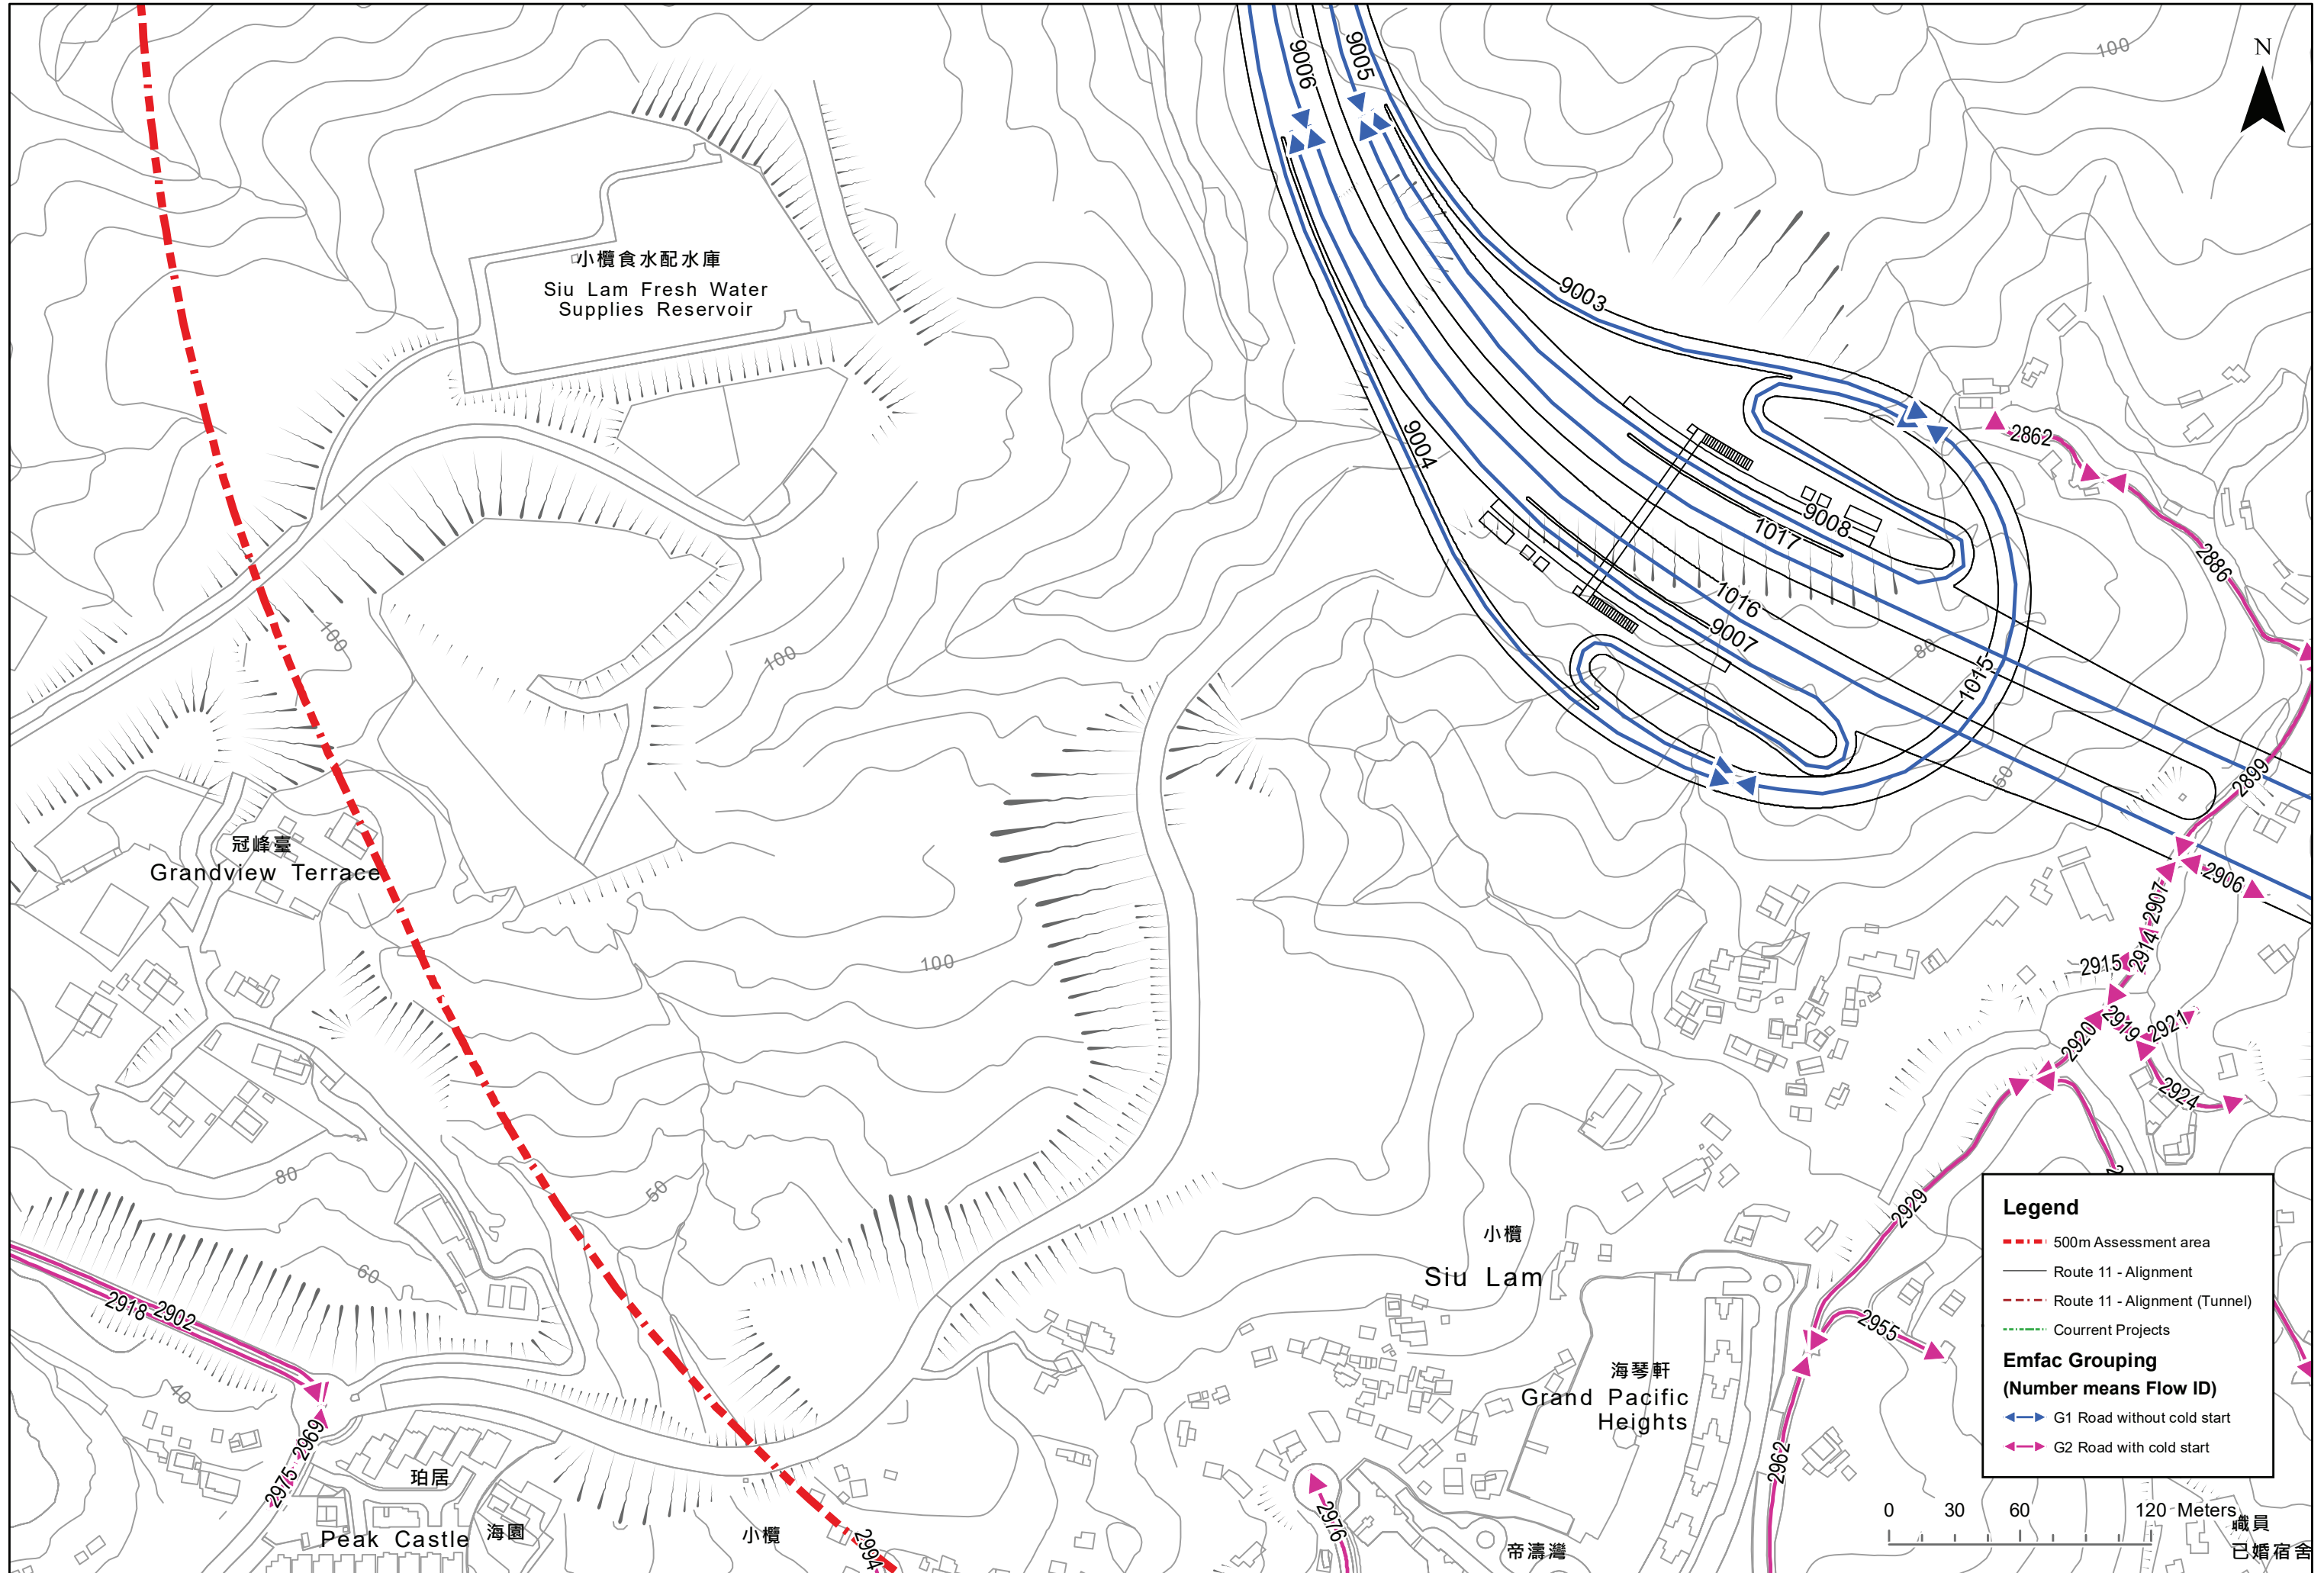 100
N
9006
9005
小欖食水配水庫
Siu Lam Fresh Water
Supplies Reservoir
9003
9004
2862
9008
1017
2886
1016
9007
100
100
80
1015
50
2899
冠峰臺
Grandview Terrace
2906
2907
2914
2915
100
2919
2921
2920
2924
80
50
2929
小欖
Siu Lam
60
2918
2902
2955
40
海琴軒
Grand Pacific
Heights
2969
2975
2962
珀居
Peak Castle
海園
小欖
2994
2976
帝濤灣
Legend
500m Assessment area
Route 11 - Alignment
Route 11 - Alignment (Tunnel)
Courrent Projects
Emfac Grouping
(Number means Flow ID)
G1 Road without cold start
G2 Road with cold start
0 30 60 120 Meters
職員
已婚宿舍